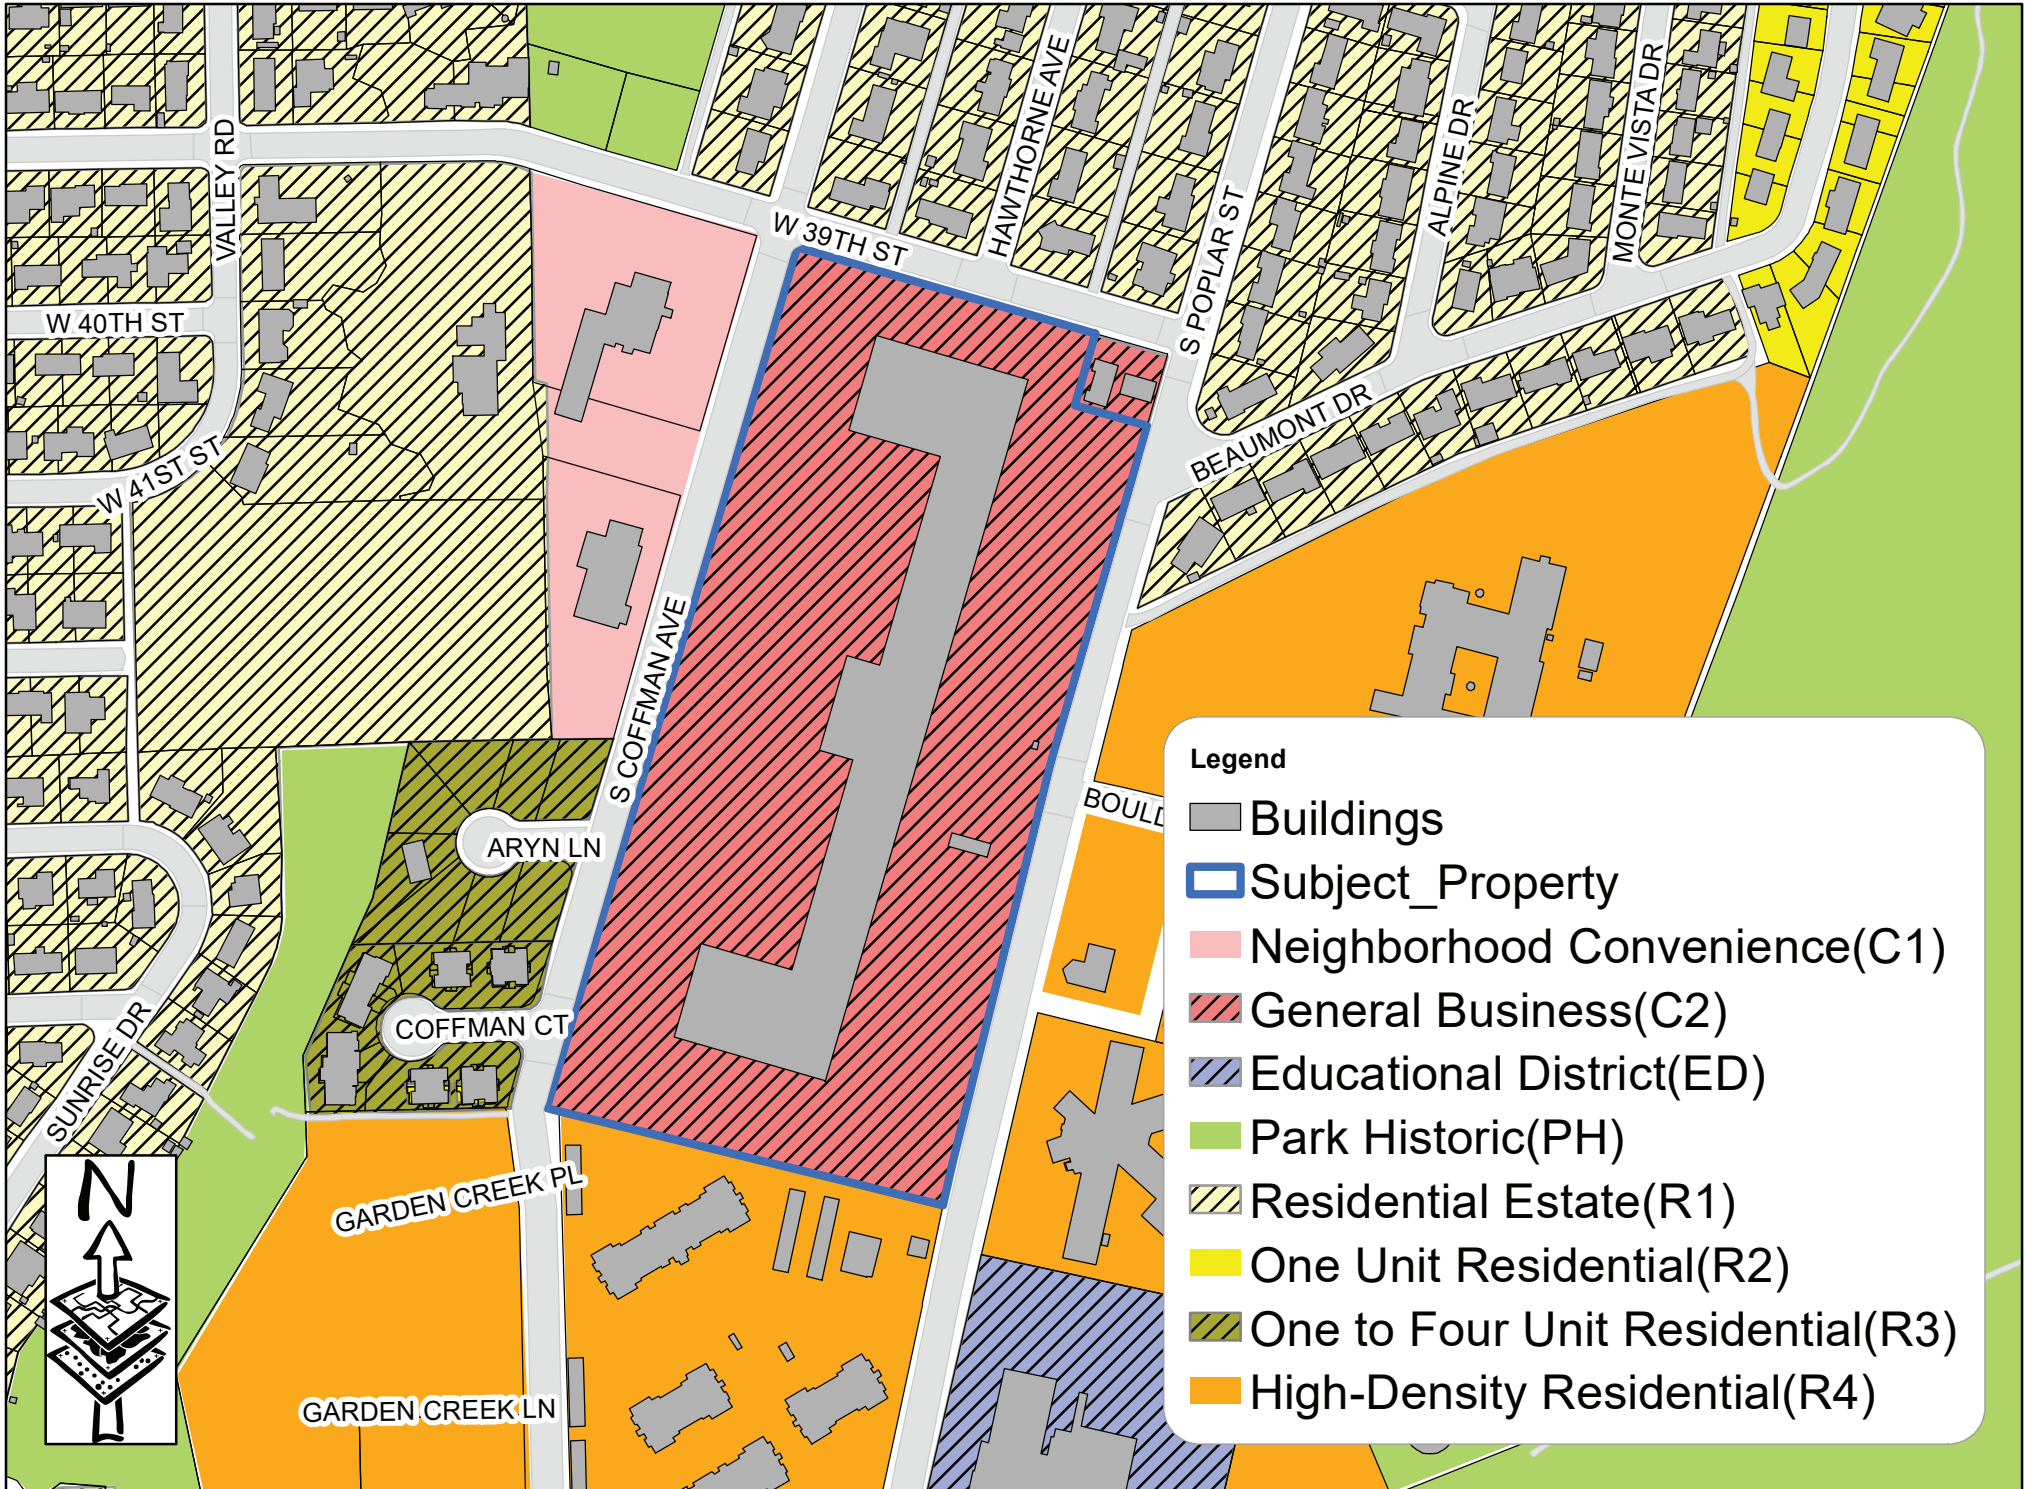 HAWTHORNE AVE
VALLEY RD
ALPINE DR
MONTE VISTA DR
W 39TH ST
S POPLAR ST
W 40TH ST
BEAUMONT DR
W 41ST ST
S COFFMAN AVE
BOULD
ARYN LN
COFFMAN CT
SUNRISE DR
GARDEN CREEK PL
GARDEN CREEK LN
N
Legend
Buildings
Subject_Property
Neighborhood Convenience(C1)
General Business(C2)
Educational District(ED)
Park Historic(PH)
Residential Estate(R1)
One Unit Residential(R2)
One to Four Unit Residential(R3)
High-Density Residential(R4)